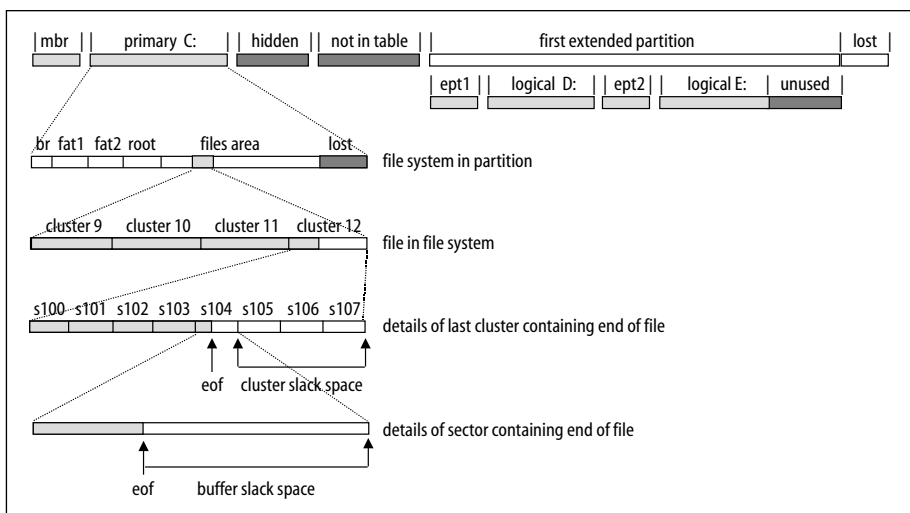 mbr primary C: hidden not in table first extended partition lost
ept1 logical D: ept2 logical E: unused
br fat1 fat2 root files area lost
file system in partition
cluster 9 cluster 10 cluster 11 cluster 12
file in file system
s100 s101 s102 s103 s104 s105 s106 s107
details of last cluster containing end of file
eof cluster slack space
details of sector containing end of file
eof buffer slack space